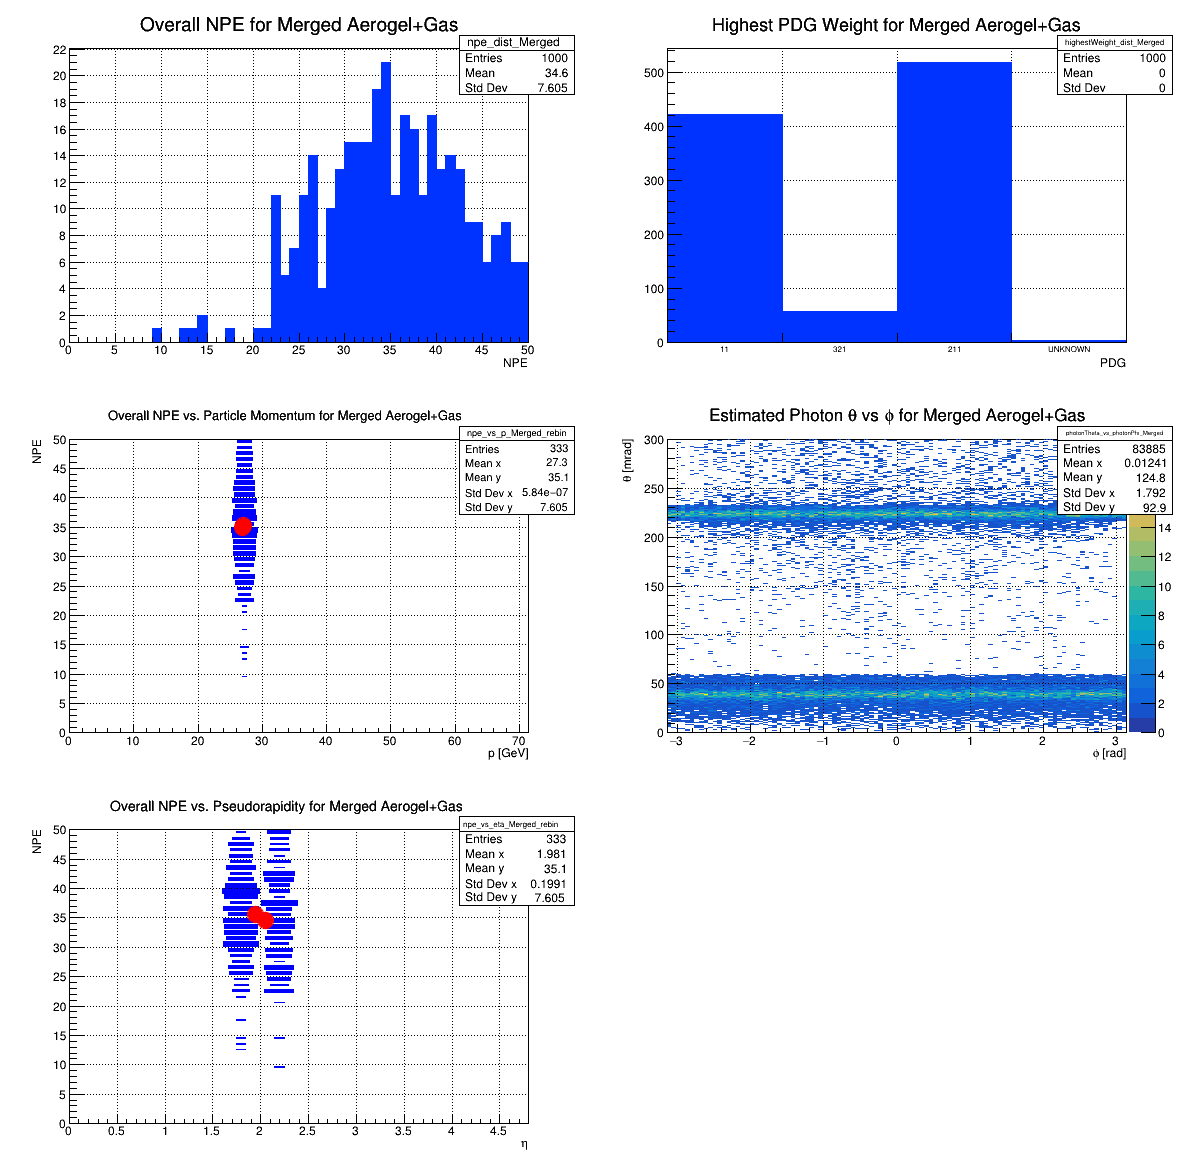 Overall NPE for Merged Aerogel+Gas
npe_dist_Merged
Entries 1000
Mean 34.6
Std Dev 7.605
22
20
18
16
14
12
10
8
6
4
2
0
0 5 10 15 20 25 30 35 40 45 50
NPE
Highest PDG Weight for Merged Aerogel+Gas
highestWeight_dist_Merged
Entries 1000
Mean 0
Std Dev 0
500
400
300
200
100
0
11 321 211 UNKNOWN
PDG
Overall NPE vs. Particle Momentum for Merged Aerogel+Gas
npe_vs_p_Merged_rebin
Entries 333
Mean x 27.3
Mean y 35.1
Std Dev x 5.84e-07
Std Dev y 7.605
NPE
50
45
40
35
30
25
20
15
10
5
0
0 10 20 30 40 50 60 70
p [GeV]
Estimated Photon θ vs ϕ for Merged Aerogel+Gas
photonTheta_vs_photonPhi_Merged
Entries 83885
Mean x 0.01241
Mean y 124.8
Std Dev x 1.792
Std Dev y 92.9
θ [mrad]
300
250
200
150
100
50
0
−3 −2 −1 0 1 2 3
ϕ [rad]
14
12
10
8
6
4
2
0
Overall NPE vs. Pseudorapidity for Merged Aerogel+Gas
npe_vs_eta_Merged_rebin
Entries 333
Mean x 1.981
Mean y 35.1
Std Dev x 0.1991
Std Dev y 7.605
NPE
50
45
40
35
30
25
20
15
10
5
0
0 0.5 1 1.5 2 2.5 3 3.5 4 4.5
η